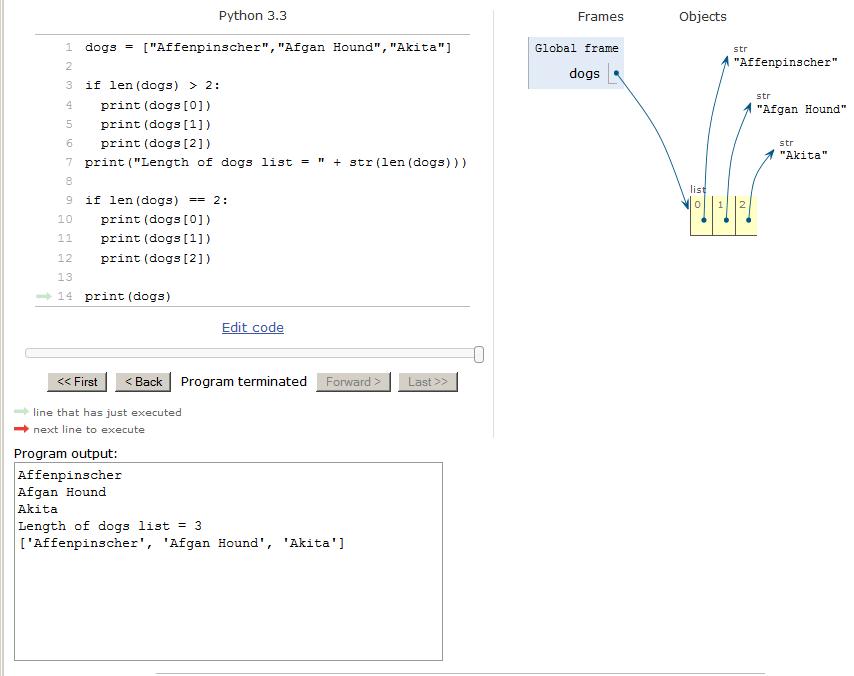 Python 3.3
1 dogs = ["Affenpinscher","Afgan Hound","Akita"]
2
3 if len(dogs) > 2:
4   print(dogs[0])
5   print(dogs[1])
6   print(dogs[2])
7 print("Length of dogs list = " + str(len(dogs)))
8
9 if len(dogs) == 2:
10   print(dogs[0])
11   print(dogs[1])
12   print(dogs[2])
13
14 print(dogs)
Edit code
<< First < Back Program terminated Forward > Last >>
line that has just executed
next line to execute
Program output:
Affenpinscher
Afgan Hound
Akita
Length of dogs list = 3
['Affenpinscher', 'Afgan Hound', 'Akita']
Frames Objects
Global frame
dogs
str
"Affenpinscher"
str
"Afgan Hound"
str
"Akita"
list
0 1 2